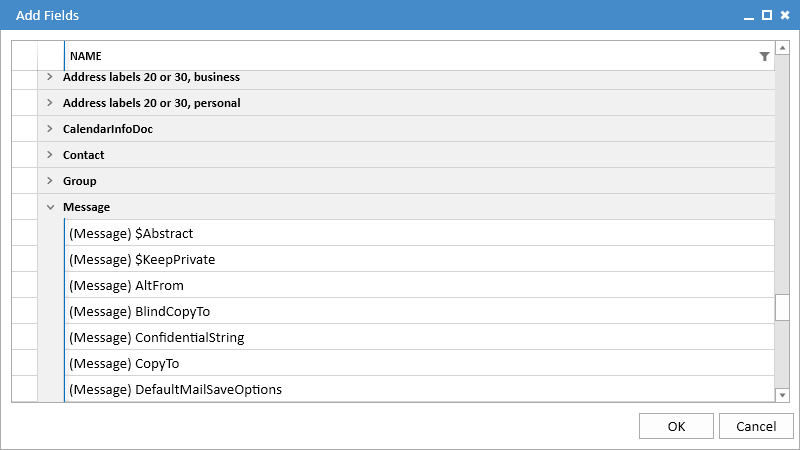 Add Fields
NAME
Address labels 20 or 30, business
Address labels 20 or 30, personal
CalendarInfoDoc
Contact
Group
Message
(Message) $Abstract
(Message) $KeepPrivate
(Message) AltFrom
(Message) BlindCopyTo
(Message) ConfidentialString
(Message) CopyTo
(Message) DefaultMailSaveOptions
OK Cancel